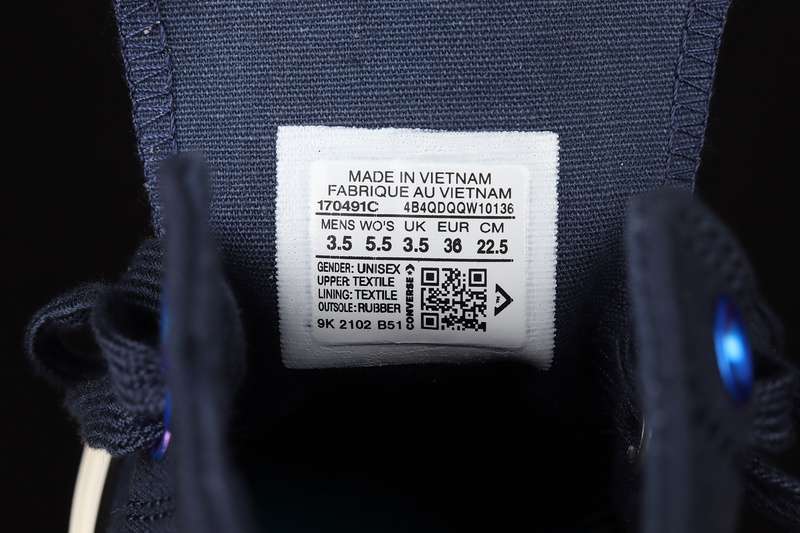 MADE IN VIETNAM
FABRIQUE AU VIETNAM
170491C 4B4QDQQW10136
MENS WO'S UK EUR CM
3.5 5.5 3.5 36 22.5
GENDER: UNISEX
UPPER: TEXTILE
LINING: TEXTILE
OUTSOLE: RUBBER
9K 2102 B51
CONVERSE